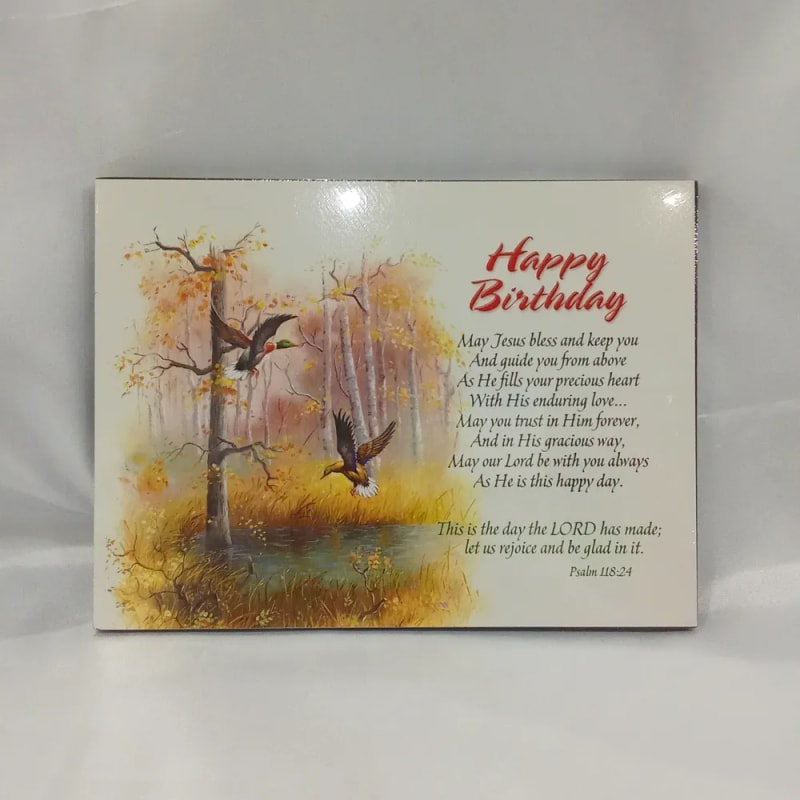 Happy
Birthday
May Jesus bless and keep you
And guide you from above
As He fills your precious heart
With His enduring love...
May you trust in Him forever,
And in His gracious way,
May our Lord be with you always
As He is this happy day.
This is the day the LORD has made;
let us rejoice and be glad in it.
Psalm 118:24